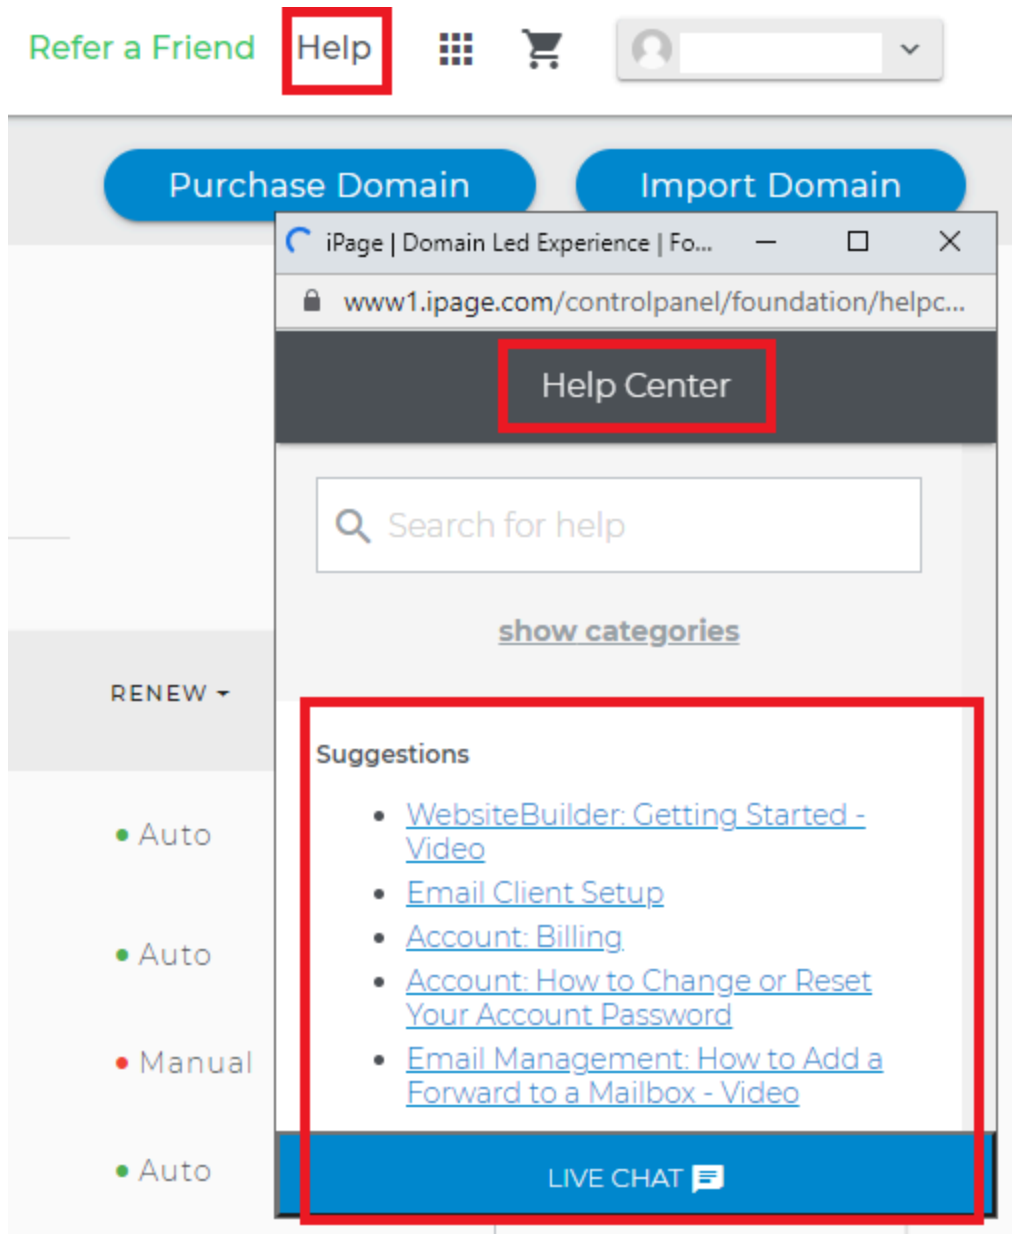 Refer a Friend Help
Purchase Domain Import Domain
iPage | Domain Led Experience | Fo...
www1.ipage.com/controlpanel/foundation/helpc...
Help Center
Search for help
show categories
RENEW
Suggestions
WebsiteBuilder: Getting Started -
Video
Email Client Setup
Account: Billing
Account: How to Change or Reset
Your Account Password
Email Management: How to Add a
Forward to a Mailbox - Video
Auto
Auto
Manual
Auto
LIVE CHAT